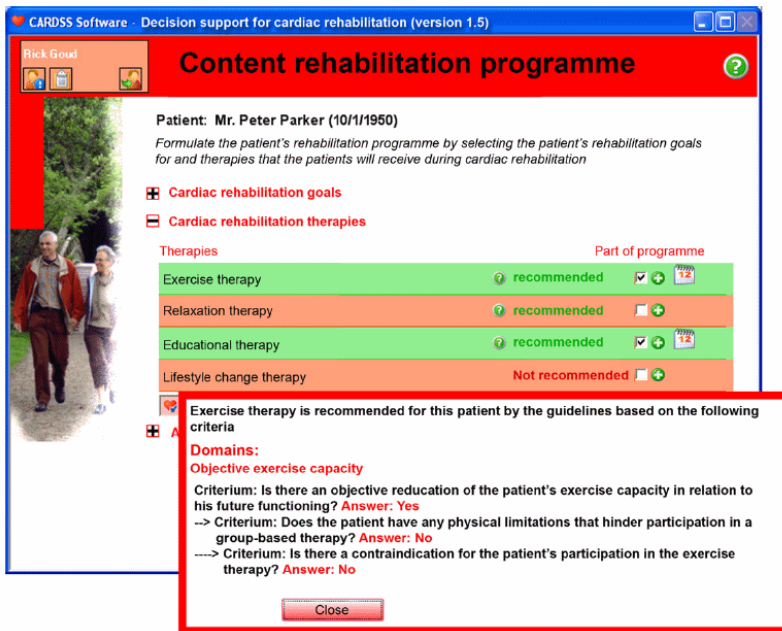 CARDSS Software - Decision support for cardiac rehabilitation (version 1.5)
Rick Goud
Content rehabilitation programme
Patient: Mr. Peter Parker (10/1/1950)
Formulate the patient's rehabilitation programme by selecting the patient's rehabilitation goals
for and therapies that the patients will receive during cardiac rehabilitation
Cardiac rehabilitation goals
Cardiac rehabilitation therapies
Therapies Part of programme
Exercise therapy recommended 12
Relaxation therapy recommended
Educational therapy recommended 12
Lifestyle change therapy Not recommended
Exercise therapy is recommended for this patient by the guidelines based on the following
criteria
Domains:
Objective exercise capacity
Criterium: Is there an objective reducation of the patient's exercise capacity in relation to
his future functioning? Answer: Yes
--> Criterium: Does the patient have any physical limitations that hinder participation in a
group-based therapy? Answer: No
----> Criterium: Is there a contraindication for the patient's participation in the exercise
therapy? Answer: No
Close